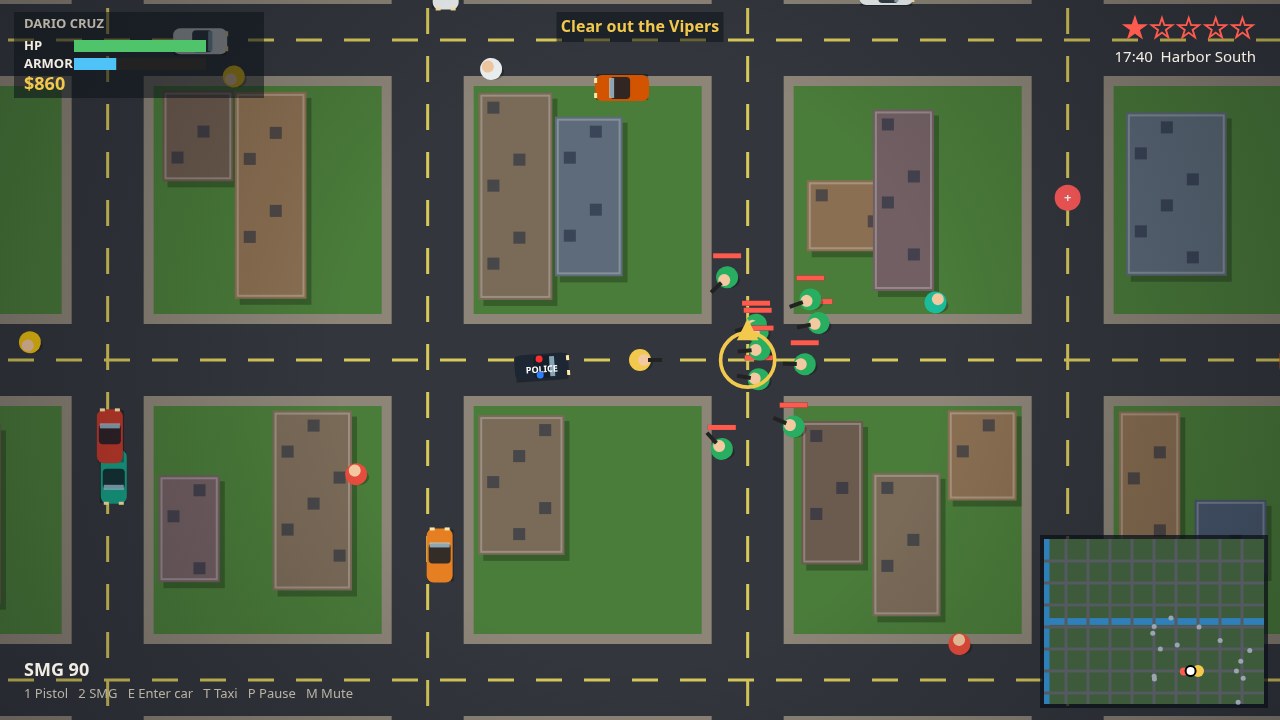 DARIO CRUZ
HP
ARMOR
$860
Clear out the Vipers
17:40 Harbor South
POLICE
SMG 90
1 Pistol 2 SMG E Enter car T Taxi P Pause M Mute